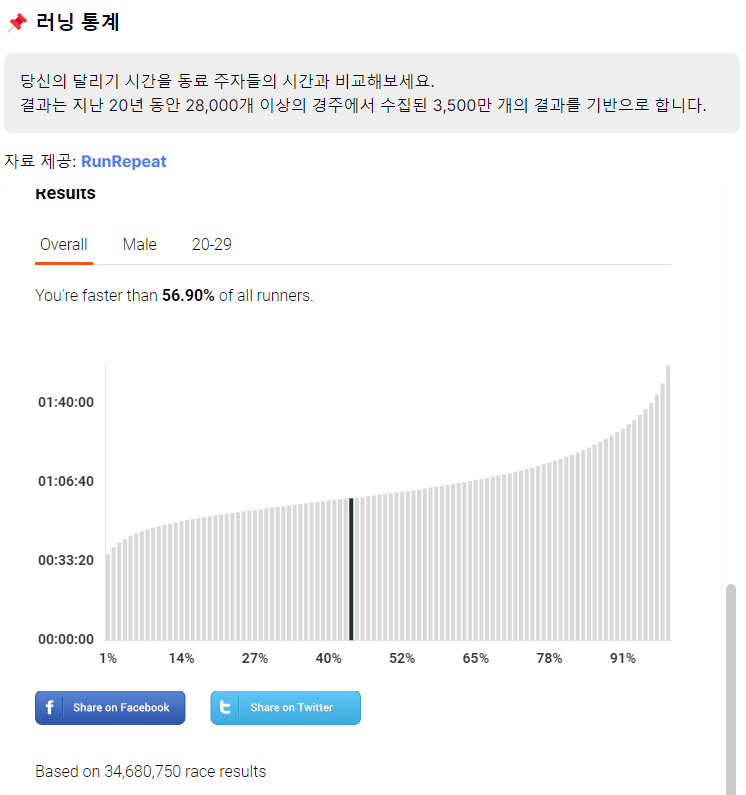 📌 러닝 통계
당신의 달리기 시간을 동료 주자들의 시간과 비교해보세요.
결과는 지난 20년 동안 28,000개 이상의 경주에서 수집된 3,500만 개의 결과를 기반으로 합니다.
자료 제공: RunRepeat
Results
Overall Male 20-29
You're faster than 56.90% of all runners.
01:40:00
01:06:40
00:33:20
00:00:00
1% 14% 27% 40% 52% 65% 78% 91%
Share on Facebook Share on Twitter
Based on 34,680,750 race results